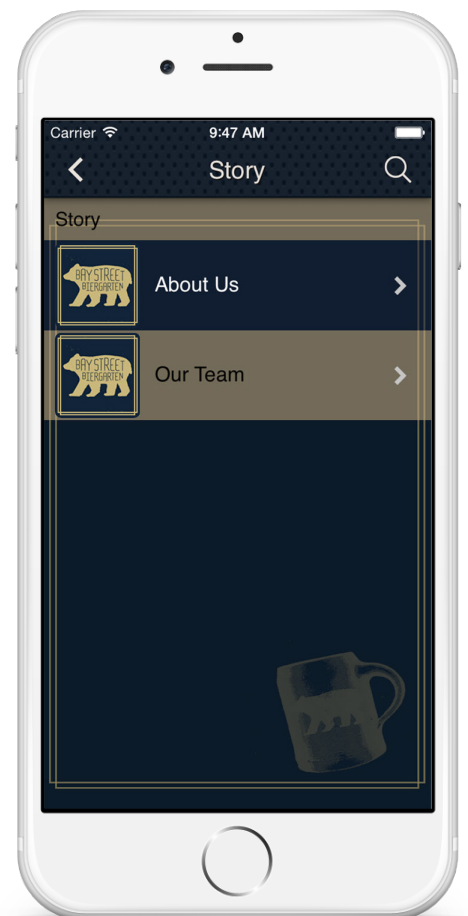 Carrier 9:47 AM
Story
Story
BAY STREET
BIERGARTEN
About Us
BAY STREET
BIERGARTEN
Our Team